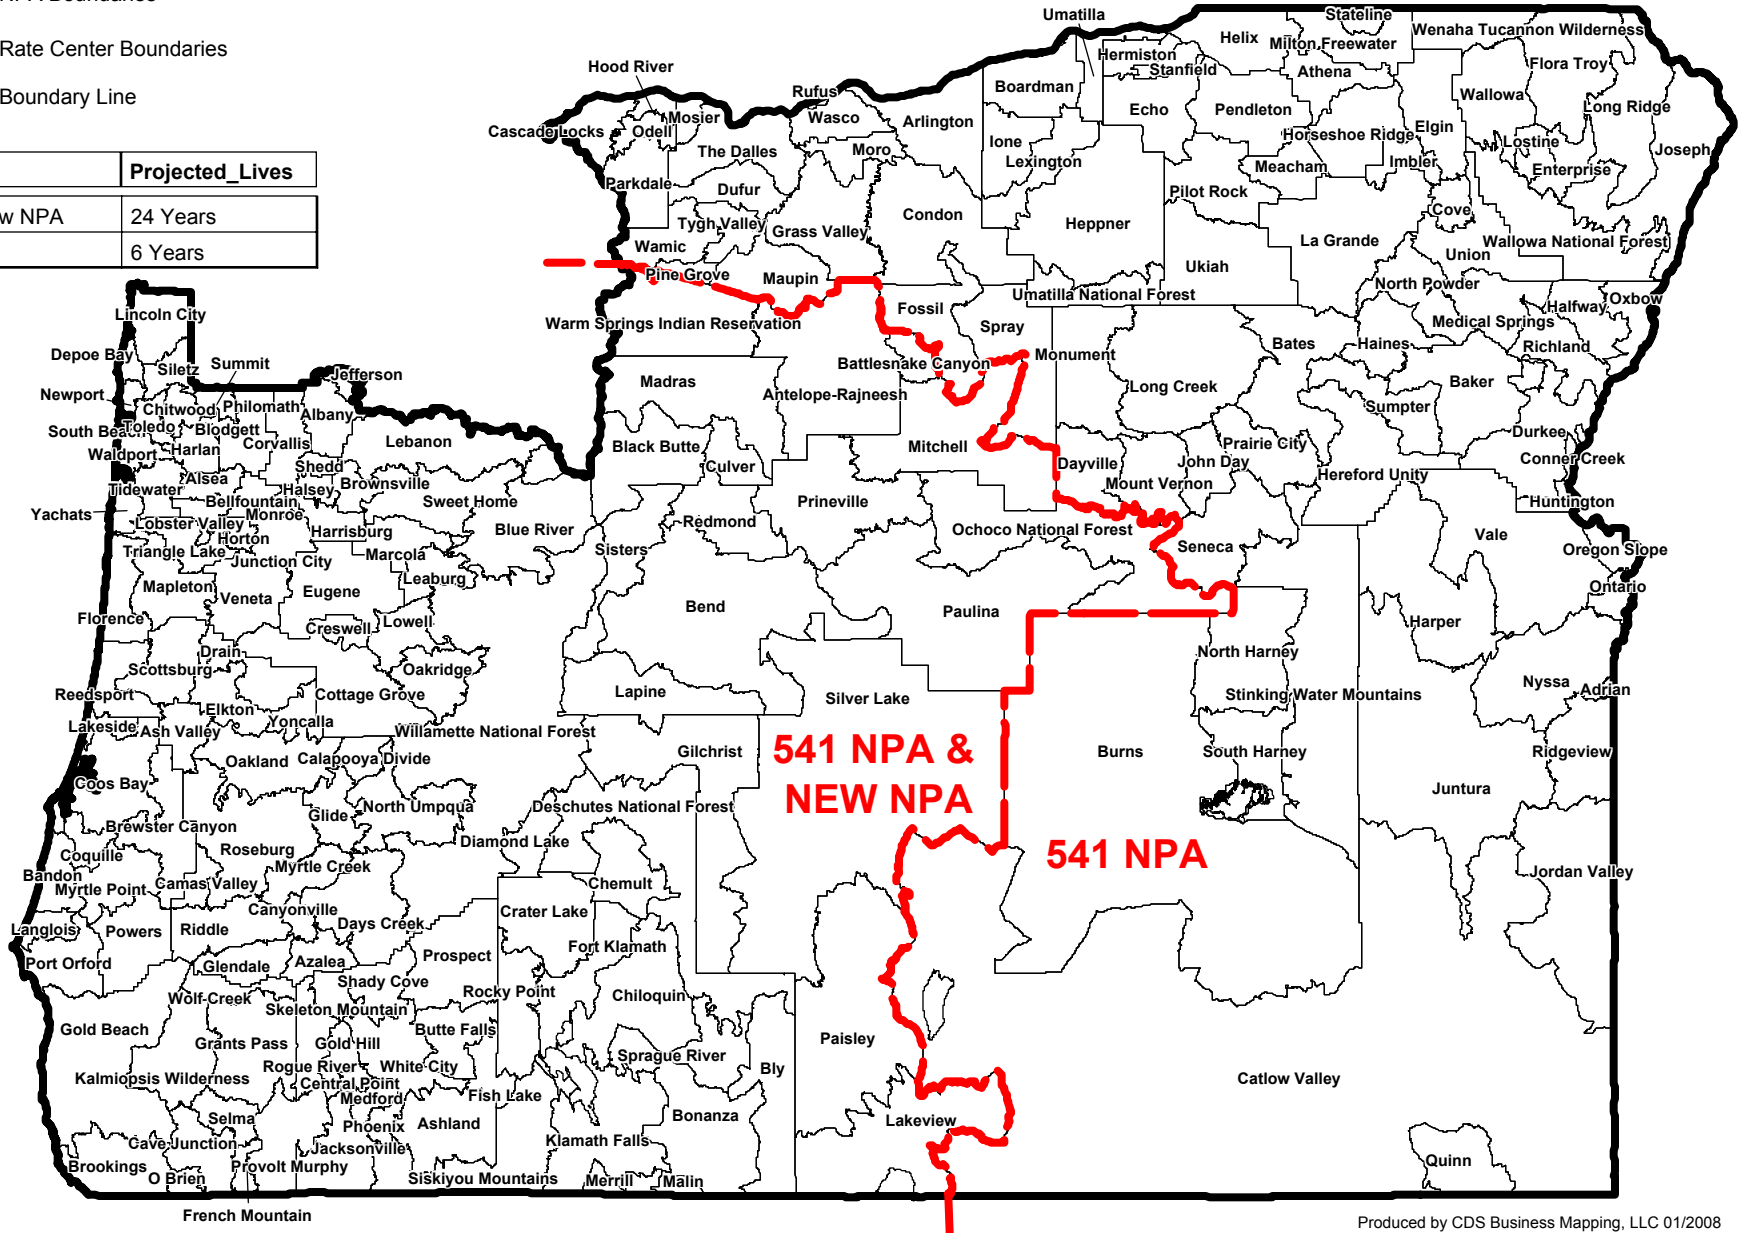 Rate Center Boundaries
Boundary Line
Projected_Lives
w NPA 24 Years
6 Years
Umatilla
Stateline
Helix
Milton Freewater
Wenaha Tucannon Wilderness
Hermiston
Stanfield
Athena
Flora Troy
Hood River
Boardman
Echo
Pendleton
Wallowa
Long Ridge
Rufus
Wasco
Arlington
Mosier
Cascade Locks
Odell
Ione
Lexington
Horseshoe Ridge
Elgin
Lostine
Joseph
The Dalles
Moro
Meacham
Imbler
Enterprise
Parkdale
Dufur
Pilot Rock
Cove
Tygh Valley
Grass Valley
Condon
Heppner
La Grande
Wallowa National Forest
Wamic
Union
Pine Grove
Maupin
Ukiah
North Powder
Umatilla National Forest
Fossil
Halfway
Oxbow
Lincoln City
Warm Springs Indian Reservation
Spray
Medical Springs
Depoe Bay
Siletz
Summit
Jefferson
Battlesnake Canyon
Monument
Bates
Haines
Richland
Newport
Chitwood
Philomath
Albany
Madras
Antelope-Rajneesh
Long Creek
Baker
Sumpter
South Beach
Toledo
Blodgett
Corvallis
Lebanon
Black Butte
Mitchell
Prairie City
Durkee
Waldport
Harlan
Shedd
Culver
Dayville
John Day
Conner Creek
Tidewater
Alsea
Halsey
Brownsville
Mount Vernon
Hereford Unity
Yachats
Bellfountain
Monroe
Sweet Home
Prineville
Huntington
Lobster Valley
Horton
Harrisburg
Blue River
Redmond
Ochoco National Forest
Vale
Triangle Lake
Junction City
Marcola
Sisters
Seneca
Oregon Slope
Mapleton
Veneta
Eugene
Leaburg
Ontario
Florence
Creswell
Lowell
Bend
Paulina
Harper
Drain
Scottsburg
Oakridge
North Harney
Reedsport
Cottage Grove
Lapine
Silver Lake
Stinking Water Mountains
Nyssa
Adrian
Elkton
Lakeside
Ash Valley
Yoncalla
Willamette National Forest
541 NPA &
NEW NPA
Oakland
Calapooya Divide
Gilchrist
Burns
South Harney
Ridgeview
Coos Bay
Juntura
Glide
North Umpqua
Deschutes National Forest
Brewster Canyon
541 NPA
Coquille
Roseburg
Diamond Lake
Bandon
Myrtle Point
Camas Valley
Myrtle Creek
Chemult
Jordan Valley
Canyonville
Days Creek
Crater Lake
Langlois
Powers
Riddle
Fort Klamath
Port Orford
Glendale
Azalea
Prospect
Shady Cove
Wolf Creek
Skeleton Mountain
Rocky Point
Chiloquin
Gold Beach
Grants Pass
Gold Hill
Butte Falls
Paisley
Rogue River
White City
Sprague River
Bly
Kalmiopsis Wilderness
Central Point
Medford
Fish Lake
Catlow Valley
Selma
Phoenix
Ashland
Bonanza
Lakeview
Cave Junction
Jacksonville
Klamath Falls
Brookings
O Brien
Provolt Murphy
Siskiyou Mountains
Merrill
Malin
Quinn
French Mountain
Produced by CDS Business Mapping, LLC 01/2008